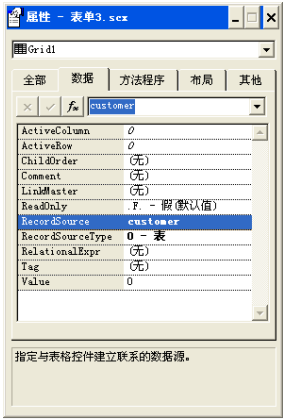 属性 - 表单3.scx
Grid1
全部 数据 方法程序 布局 其他
fx customer
ActiveColumn 0
ActiveRow 0
ChildOrder (无)
Comment (无)
LinkMaster (无)
ReadOnly .F. - 假(默认值)
RecordSource customer
RecordSourceType 0 - 表
RelationalExpr (无)
Tag (无)
Value 0
指定与表格控件建立联系的数据源。